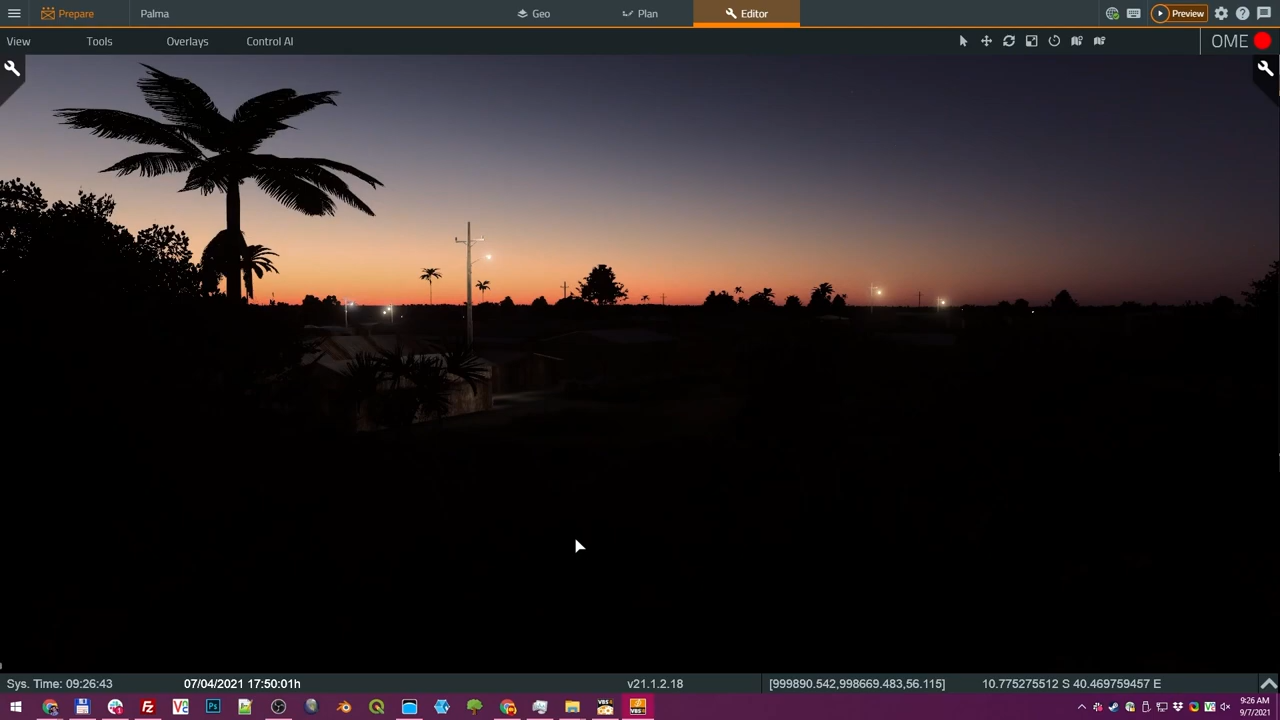 Prepare
Palma
Geo
Plan
Editor
Preview
View
Tools
Overlays
Control AI
OME
Sys. Time: 09:26:43
07/04/2021 17:50:01h
v21.1.2.18
[999890.542,998669.483,56.115]
10.775275512 S 40.469759457 E
9:26 AM
9/7/2021